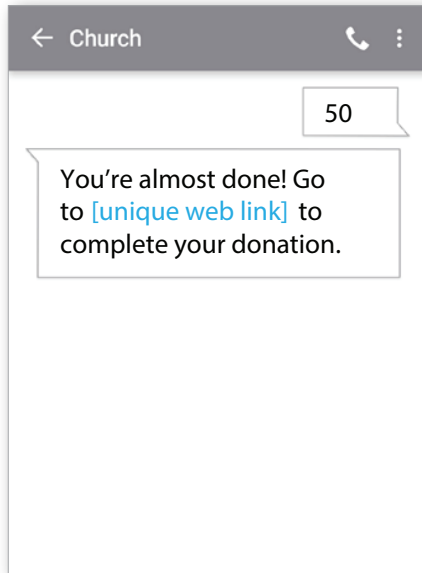 Church
50
You're almost done! Go
to [unique web link] to
complete your donation.